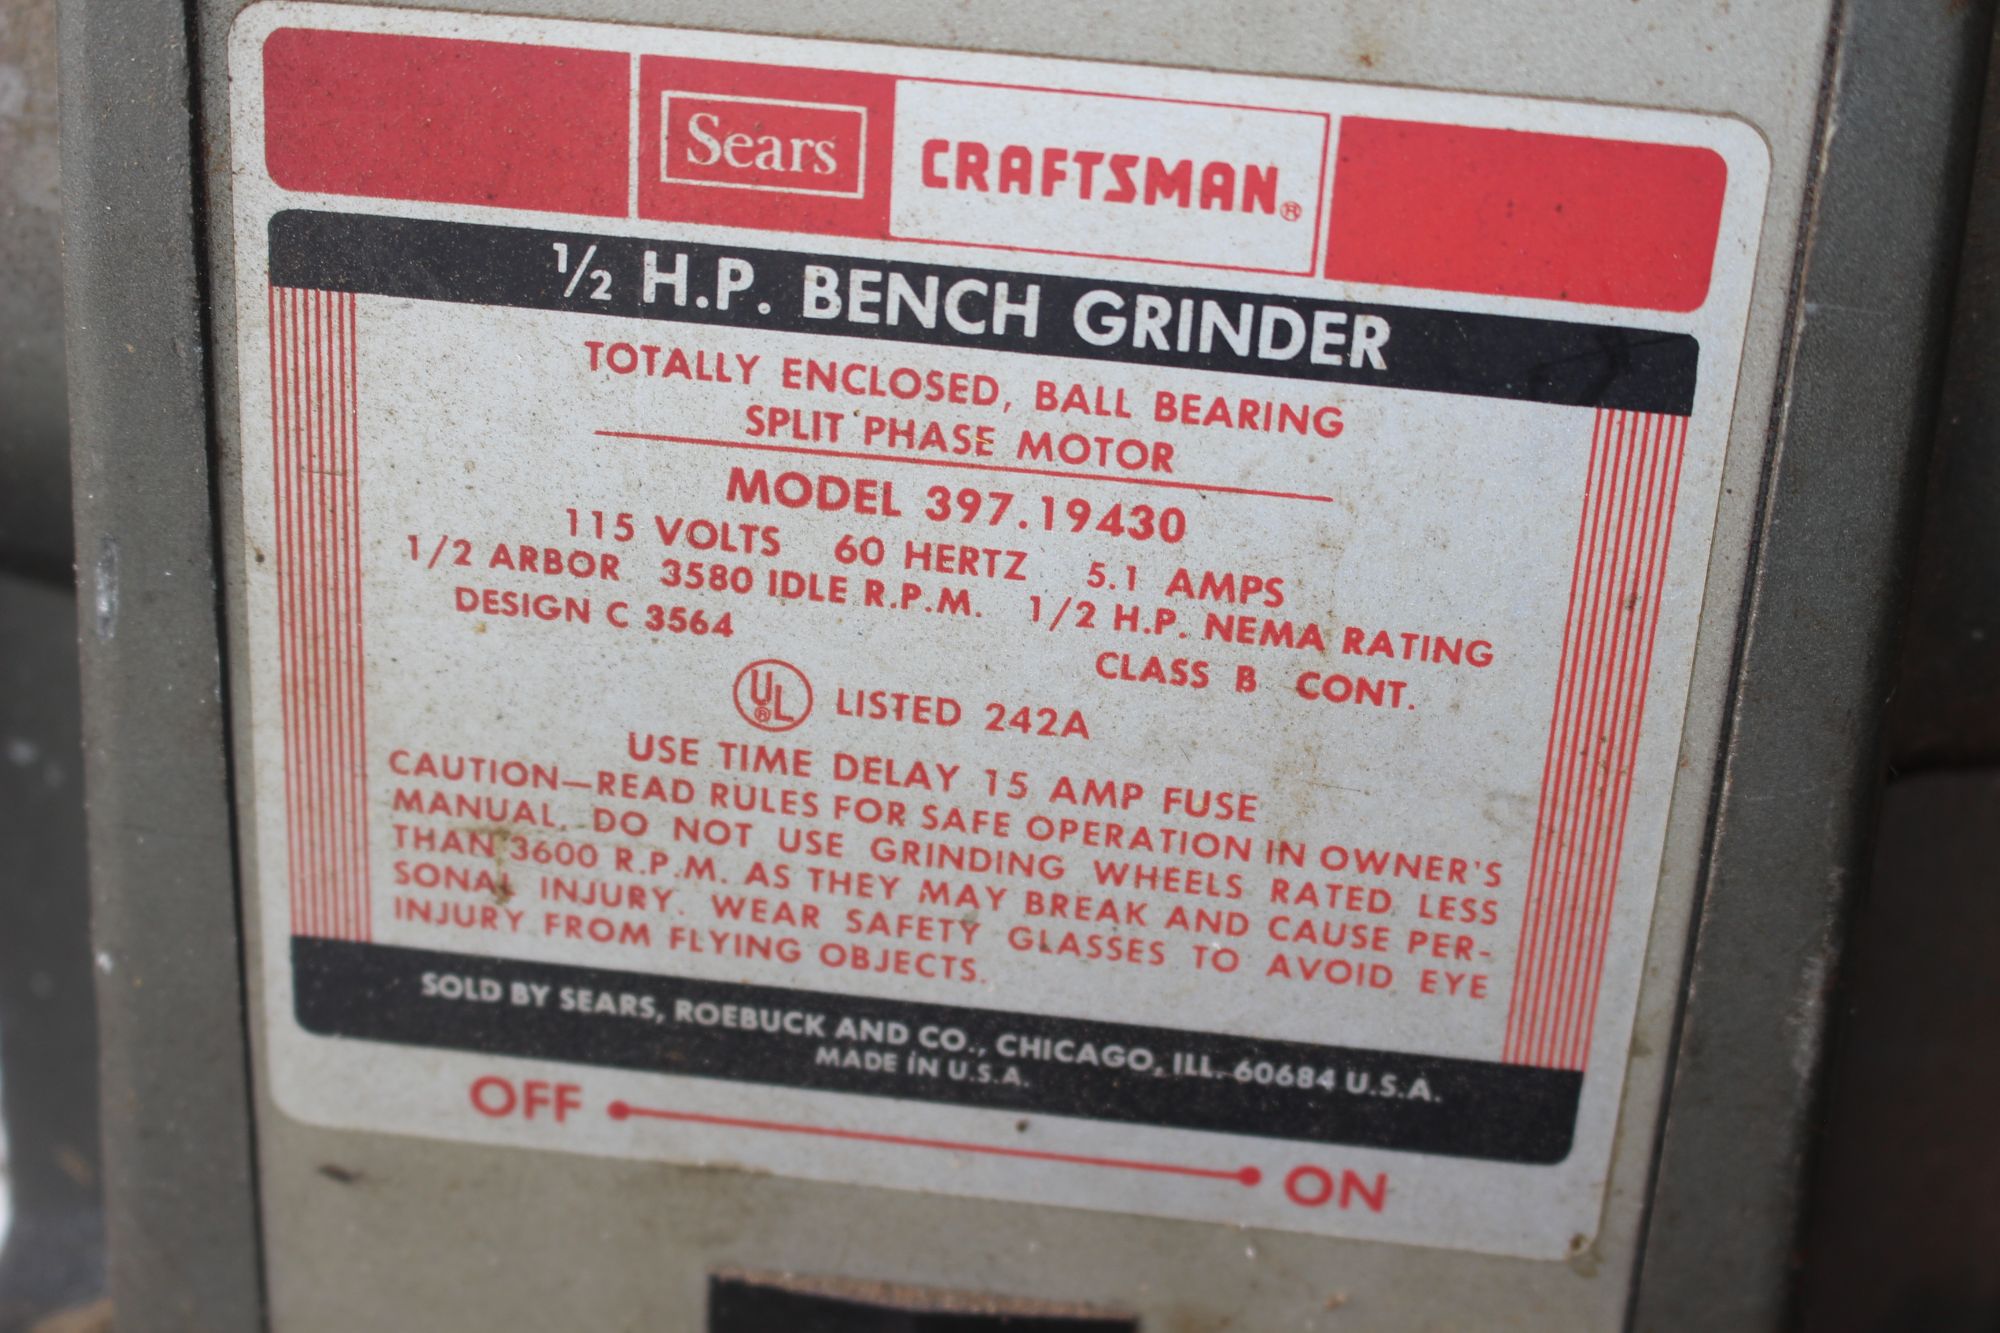 Sears CRAFTSMAN®
1/2 H.P. BENCH GRINDER
TOTALLY ENCLOSED, BALL BEARING
SPLIT PHASE MOTOR
MODEL 397.19430
115 VOLTS 60 HERTZ 5.1 AMPS
1/2 ARBOR 3580 IDLE R.P.M. 1/2 H.P. NEMA RATING
DESIGN C 3564 CLASS B CONT.
UL® LISTED 242A
USE TIME DELAY 15 AMP FUSE
CAUTION—READ RULES FOR SAFE OPERATION IN OWNER'S
MANUAL. DO NOT USE GRINDING WHEELS RATED LESS
THAN 3600 R.P.M. AS THEY MAY BREAK AND CAUSE PER-
SONAL INJURY. WEAR SAFETY GLASSES TO AVOID EYE
INJURY FROM FLYING OBJECTS.
SOLD BY SEARS, ROEBUCK AND CO., CHICAGO, ILL. 60684 U.S.A.
MADE IN U.S.A.
OFF ON